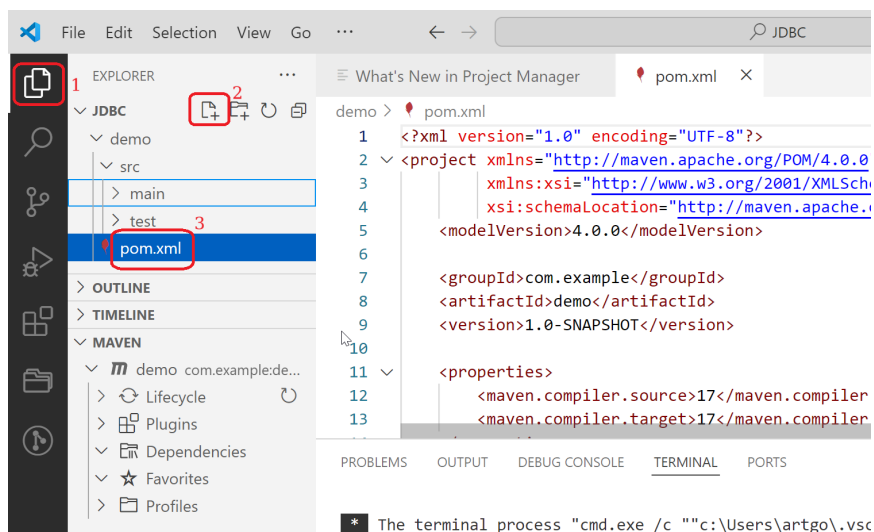 File Edit Selection View Go ··· JDBC
1
EXPLORER ···
2
JDBC
demo
src
main
test
3
pom.xml
OUTLINE
TIMELINE
MAVEN
m demo com.example:de...
Lifecycle
Plugins
Dependencies
Favorites
Profiles
What's New in Project Manager pom.xml
demo > pom.xml
1 <?xml version="1.0" encoding="UTF-8"?>
2 <project xmlns="http://maven.apache.org/POM/4.0.0
3 xmlns:xsi="http://www.w3.org/2001/XMLSche
4 xsi:schemaLocation="http://maven.apache.
5 <modelVersion>4.0.0</modelVersion>
6
7 <groupId>com.example</groupId>
8 <artifactId>demo</artifactId>
9 <version>1.0-SNAPSHOT</version>
10
11 <properties>
12 <maven.compiler.source>17</maven.compiler
13 <maven.compiler.target>17</maven.compiler
PROBLEMS OUTPUT DEBUG CONSOLE TERMINAL PORTS
* The terminal process "cmd.exe /c ""c:\Users\artgo\.vsc